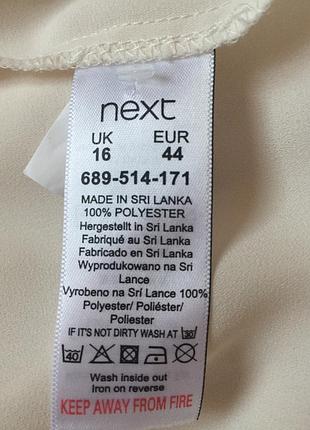 next
UK EUR
16 44
689-514-171
MADE IN SRI LANKA
100% POLYESTER
Hergestellt in Sri Lanka
Fabriqué au Sri Lanka
Fabricado en Sri Lanka
Wyprodukowano na Sri
Lance
Vyrobeno na Srí Lance 100%
Polyester/ Poliéster/
Poliester
IF IT'S NOT DIRTY WASH AT 30
40
Wash inside out
Iron on reverse
KEEP AWAY FROM FIRE